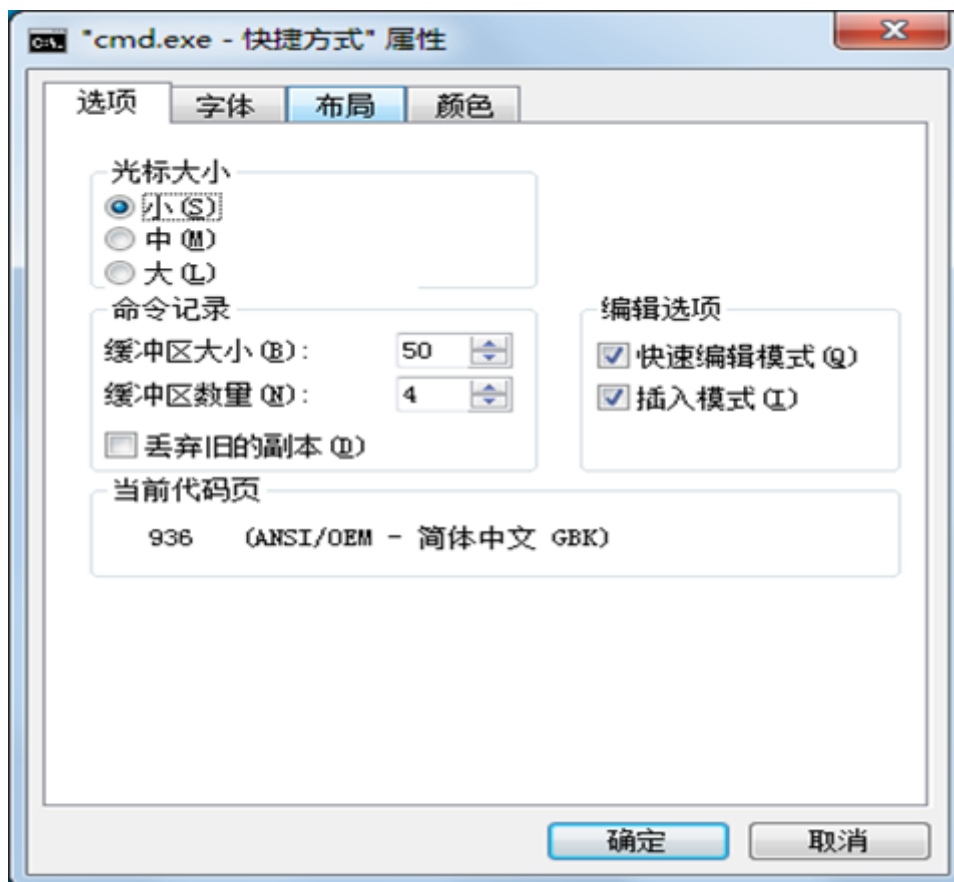 C:\.
"cmd.exe - 快捷方式" 属性
选项 字体 布局 颜色
光标大小
小(S)
中(M)
大(L)
命令记录
缓冲区大小(B): 50
缓冲区数量(N): 4
丢弃旧的副本(D)
编辑选项
快速编辑模式(Q)
插入模式(I)
当前代码页
936 (ANSI/OEM - 简体中文 GBK)
确定 取消